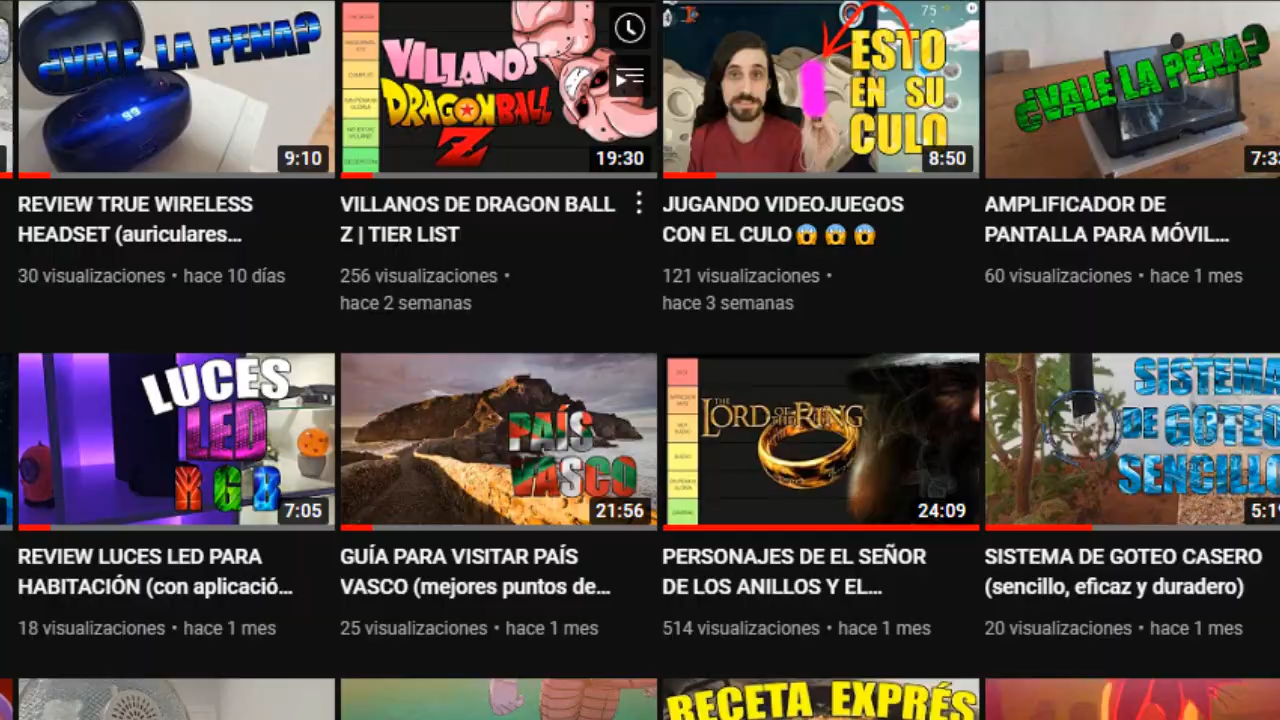 ¿VALE LA PENA?
99
9:10
VILLANOS
DRAGON BALL
Z
19:30
75
ESTO
EN SU
CULO
8:50
¿VALE LA PENA?
REVIEW TRUE WIRELESS
HEADSET (auriculares...
30 visualizaciones • hace 10 días
VILLANOS DE DRAGON BALL
Z | TIER LIST
256 visualizaciones •
hace 2 semanas
JUGANDO VIDEOJUEGOS
CON EL CULO😱 😱 😱
121 visualizaciones •
hace 3 semanas
AMPLIFICADOR DE
PANTALLA PARA MÓVIL...
60 visualizaciones • hace 1 mes
LUCES
LED
RGB
7:05
PAÍS
VASCO
21:56
THE
LORD OF THE RING
24:09
SISTEMA
DE GOTEO
SENCILLO
REVIEW LUCES LED PARA
HABITACIÓN (con aplicació...
18 visualizaciones • hace 1 mes
GUÍA PARA VISITAR PAÍS
VASCO (mejores puntos de...
25 visualizaciones • hace 1 mes
PERSONAJES DE EL SEÑOR
DE LOS ANILLOS Y EL...
514 visualizaciones • hace 1 mes
SISTEMA DE GOTEO CASERO
(sencillo, eficaz y duradero)
20 visualizaciones • hace 1 mes
RECETA EXPRÉS